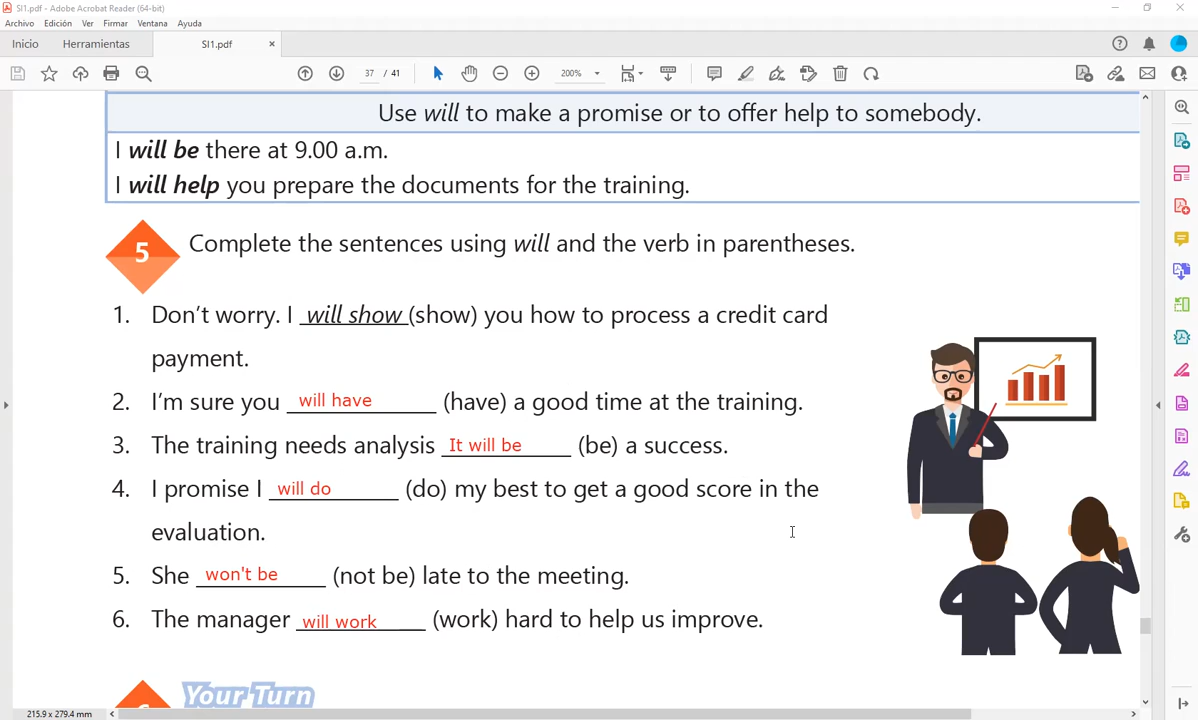 SI1.pdf - Adobe Acrobat Reader (64-bit)
Archivo Edición Ver Firmar Ventana Ayuda
Inicio Herramientas SI1.pdf ×
37 / 41 200%
Use will to make a promise or to offer help to somebody.
I will be there at 9.00 a.m.
I will help you prepare the documents for the training.
5 Complete the sentences using will and the verb in parentheses.
1. Don't worry. I will show (show) you how to process a credit card
payment.
2. I'm sure you will have (have) a good time at the training.
3. The training needs analysis It will be (be) a success.
4. I promise I will do (do) my best to get a good score in the
evaluation.
5. She won't be (not be) late to the meeting.
6. The manager will work (work) hard to help us improve.
Your Turn
215.9 x 279.4 mm